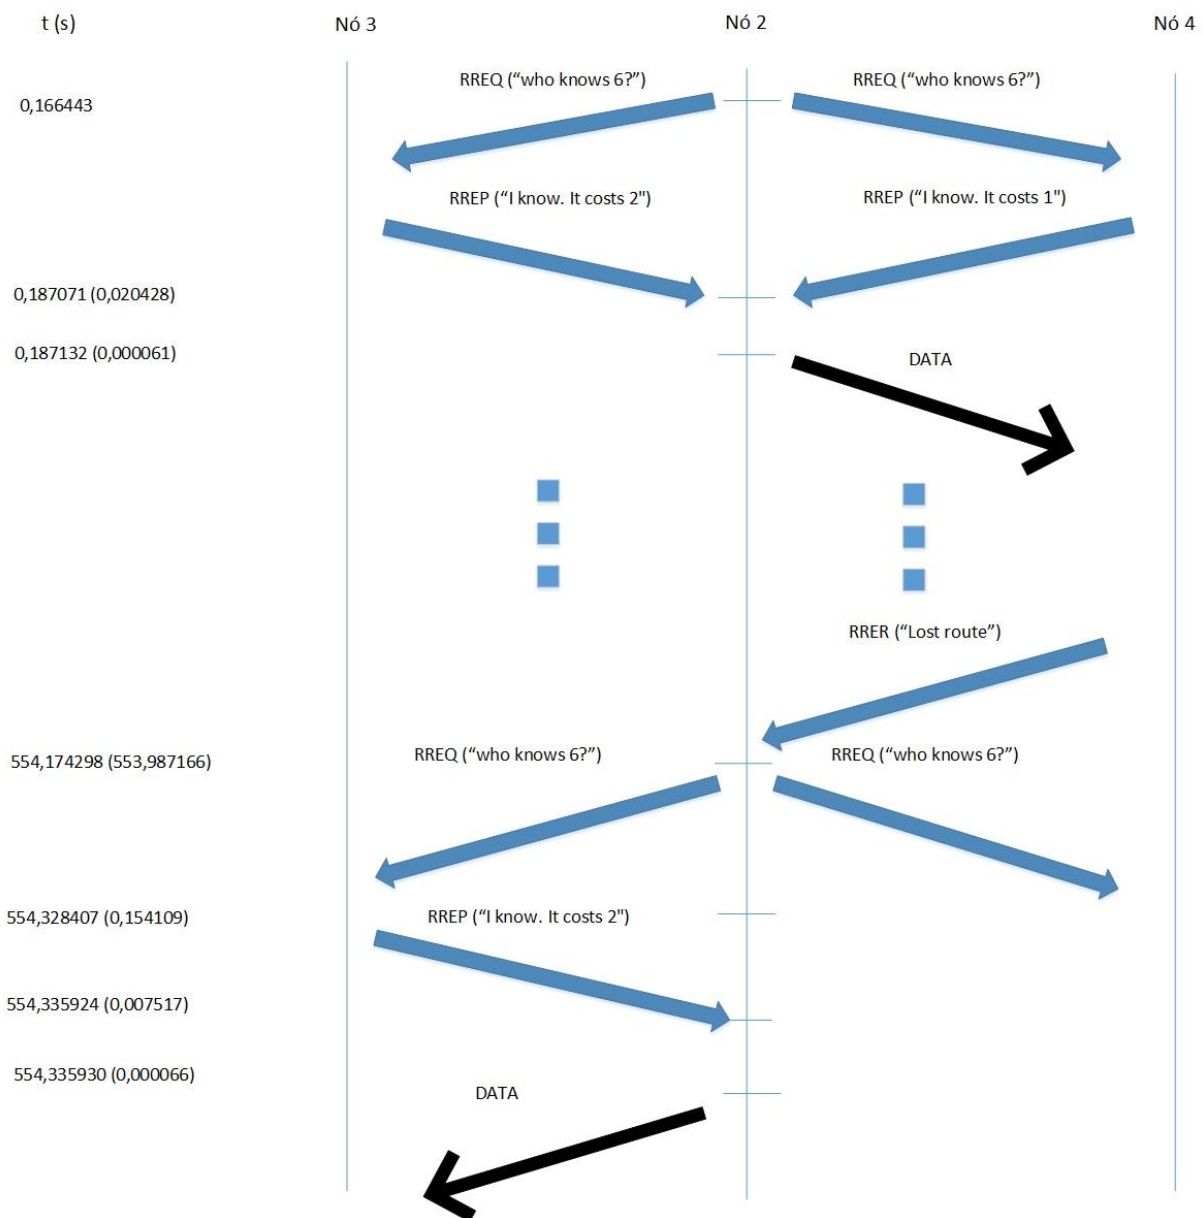 t (s)
Nó 3
Nó 2
Nó 4
RREQ (“who knows 6?”)
RREQ (“who knows 6?”)
0,166443
RREP (“I know. It costs 2")
RREP (“I know. It costs 1")
0,187071 (0,020428)
0,187132 (0,000061)
DATA
RRER (“Lost route”)
554,174298 (553,987166)
RREQ (“who knows 6?”)
RREQ (“who knows 6?”)
554,328407 (0,154109)
RREP (“I know. It costs 2")
554,335924 (0,007517)
554,335930 (0,000066)
DATA